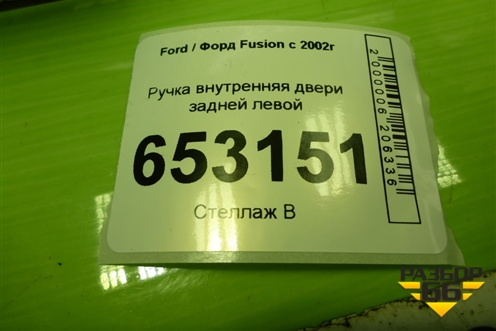 Ford / Форд Fusion с 2002г
Ручка внутренняя двери
задней левой
653151
Стеллаж В
2000006206336
РАЗБОР
66